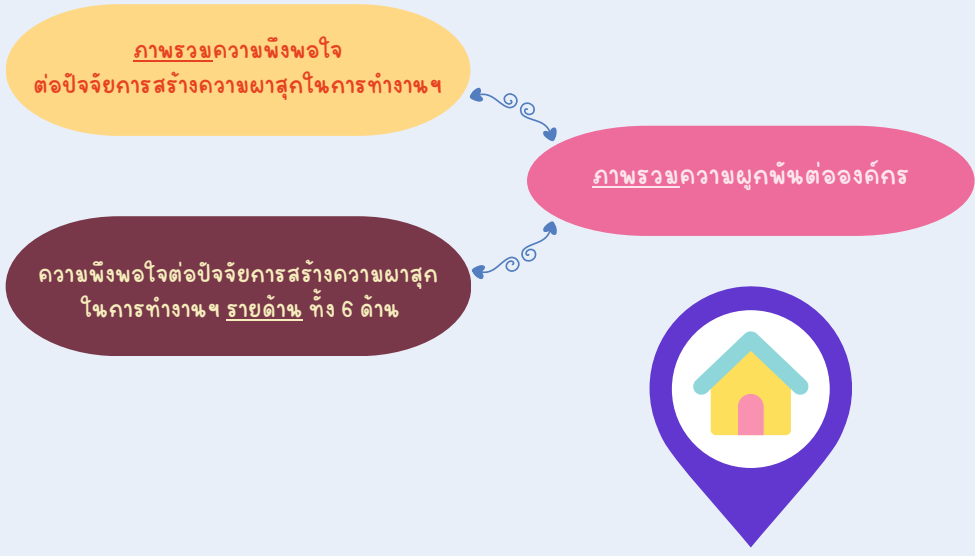 ภาพรวมความพึงพอใจ
ต่อปัจจัยการสร้างความผาสุกในการทำงานฯ
ภาพรวมความผูกพันต่อองค์กร
ความพึงพอใจต่อปัจจัยการสร้างความผาสุก
ในการทำงานฯ รายด้าน ทั้ง 6 ด้าน